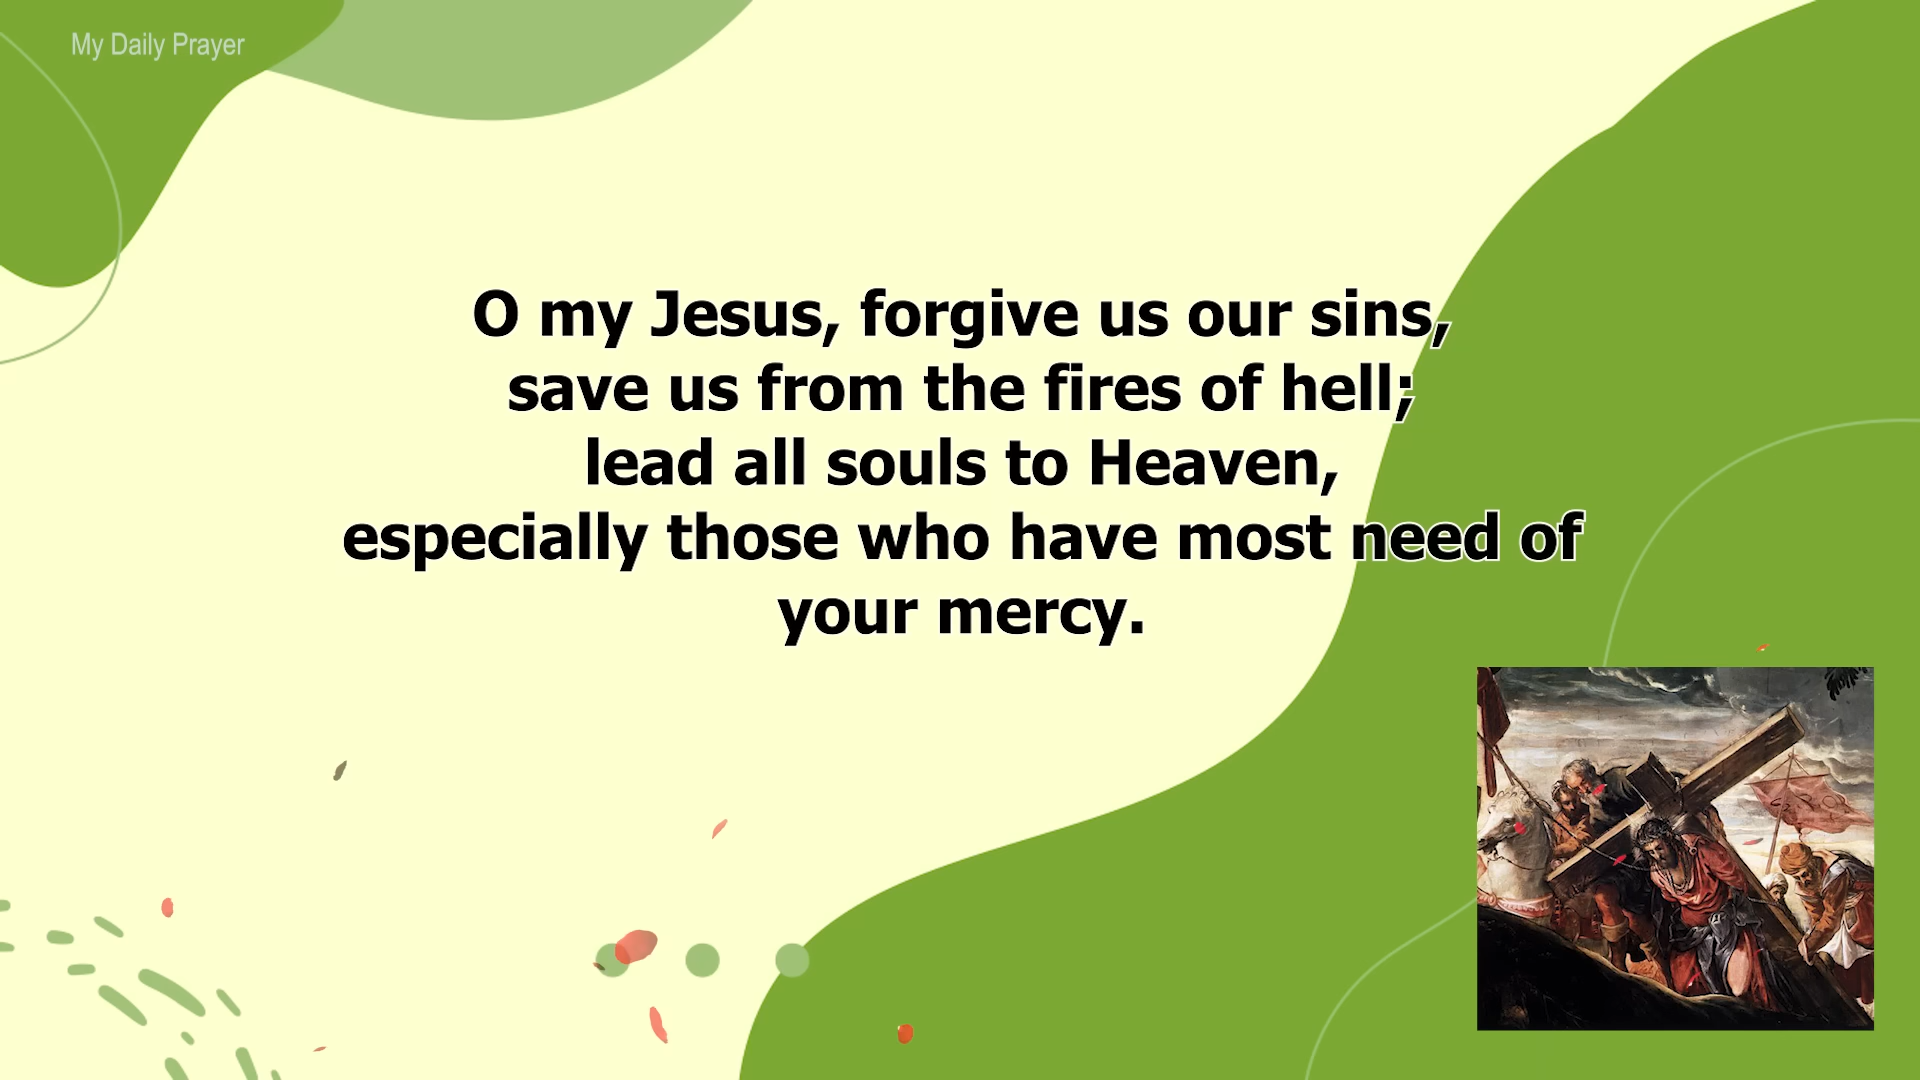 My Daily Prayer
O my Jesus, forgive us our sins,
save us from the fires of hell;
lead all souls to Heaven,
especially those who have most need of
your mercy.